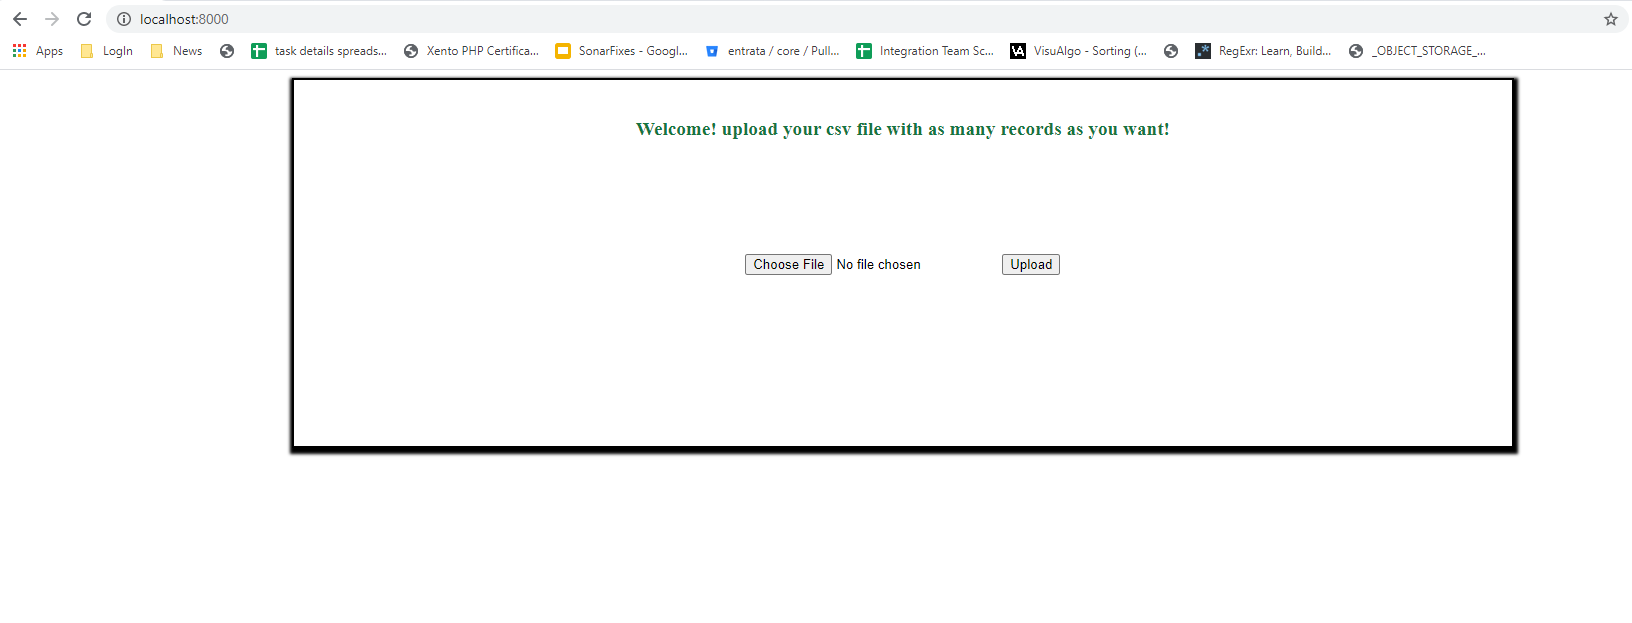 localhost:8000
Apps LogIn News task details spreads... Xento PHP Certifica... SonarFixes - Googl... entrata / core / Pull... Integration Team Sc... VisuAlgo - Sorting (... RegExr: Learn, Build... _OBJECT_STORAGE_...
Welcome! upload your csv file with as many records as you want!
Choose File No file chosen Upload